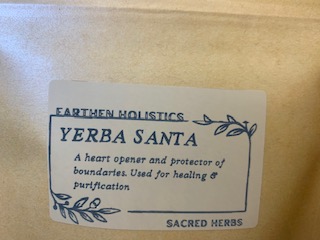 EARTHEN HOLISTICS
YERBA SANTA
A heart opener and protector of
boundaries. Used for healing &
purification
SACRED HERBS